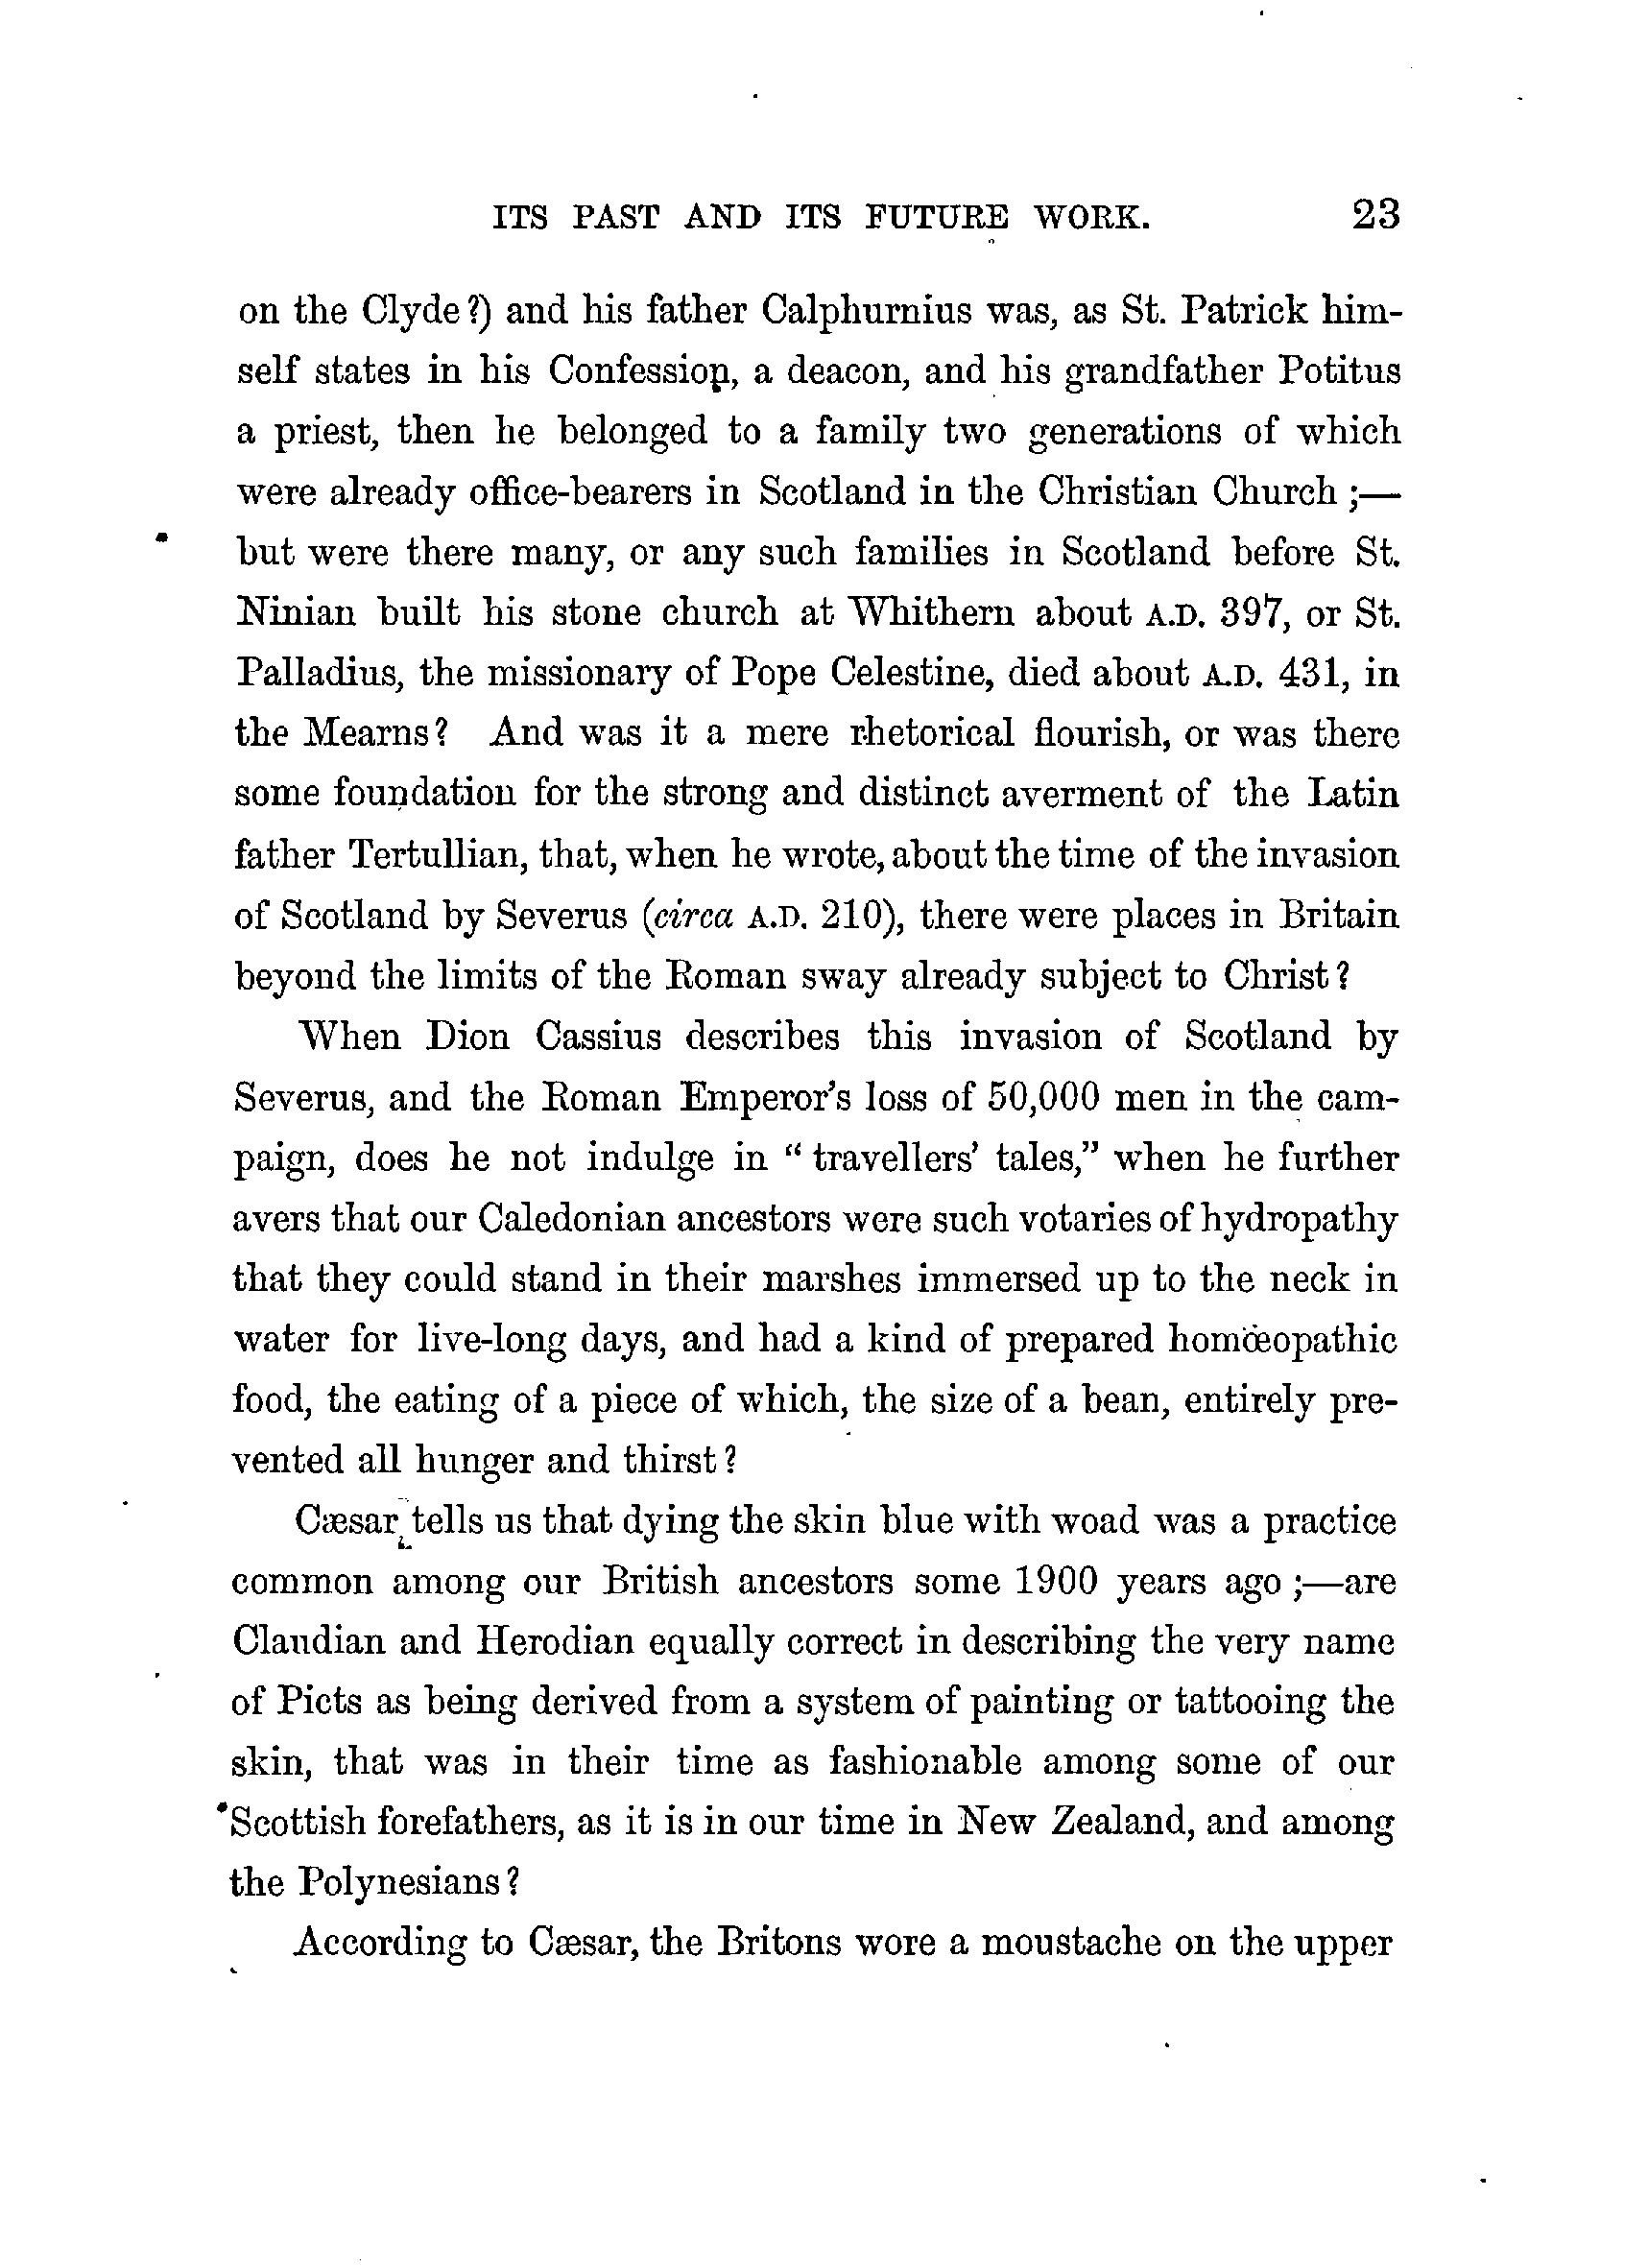 ITS PAST AND ITS FUTURE WORK. 23
on the Clyde?) and his father Calphurnius was, as St. Patrick him-
self states in his Confession, a deacon, and his grandfather Potitus
a priest, then he belonged to a family two generations of which
were already office-bearers in Scotland in the Christian Church ;—
but were there many, or any such families in Scotland before St.
Ninian built his stone church at Whithern about A.D. 397, or St.
Palladius, the missionary of Pope Celestine, died about A.D. 431, in
the Mearns? And was it a mere rhetorical flourish, or was there
some foundation for the strong and distinct averment of the Latin
father Tertullian, that, when he wrote, about the time of the invasion
of Scotland by Severus (circa A.D. 210), there were places in Britain
beyond the limits of the Roman sway already subject to Christ?
When Dion Cassius describes this invasion of Scotland by
Severus, and the Roman Emperor's loss of 50,000 men in the cam-
paign, does he not indulge in "travellers' tales," when he further
avers that our Caledonian ancestors were such votaries of hydropathy
that they could stand in their marshes immersed up to the neck in
water for live-long days, and had a kind of prepared homœopathic
food, the eating of a piece of which, the size of a bean, entirely pre-
vented all hunger and thirst?
Cæsar tells us that dying the skin blue with woad was a practice
common among our British ancestors some 1900 years ago ;—are
Claudian and Herodian equally correct in describing the very name
of Picts as being derived from a system of painting or tattooing the
skin, that was in their time as fashionable among some of our
Scottish forefathers, as it is in our time in New Zealand, and among
the Polynesians?
According to Cæsar, the Britons wore a moustache on the upper